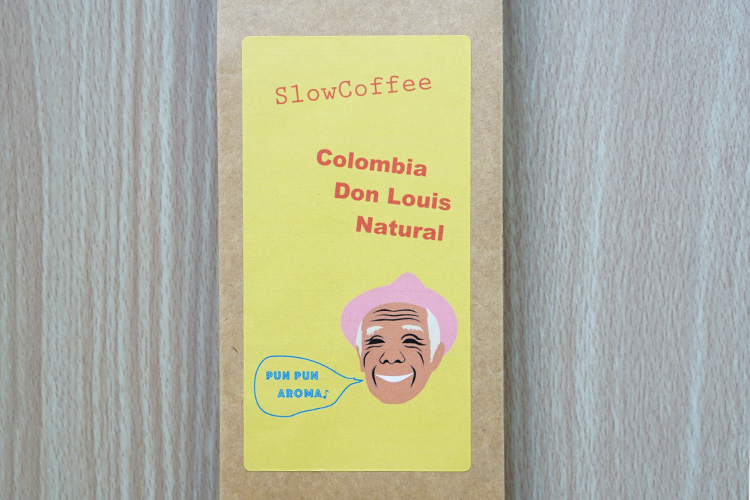 SlowCoffee
Colombia
Don Louis
Natural
PUN PUN
AROMA♪